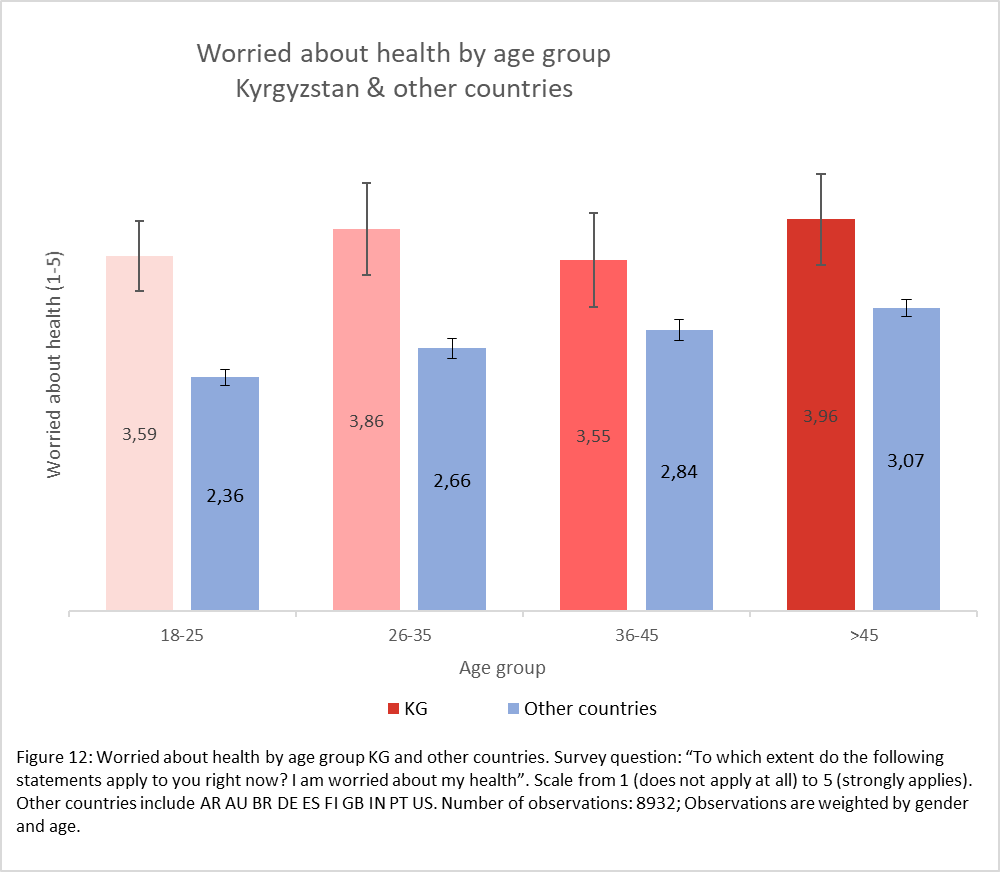 Worried about health by age group
Kyrgyzstan & other countries
Worried about health (1-5)
3,59
2,36
3,86
2,66
3,55
2,84
3,96
3,07
18-25
26-35
36-45
>45
Age group
KG
Other countries
Figure 12: Worried about health by age group KG and other countries. Survey question: “To which extent do the following
statements apply to you right now? I am worried about my health”. Scale from 1 (does not apply at all) to 5 (strongly applies).
Other countries include AR AU BR DE ES FI GB IN PT US. Number of observations: 8932; Observations are weighted by gender
and age.